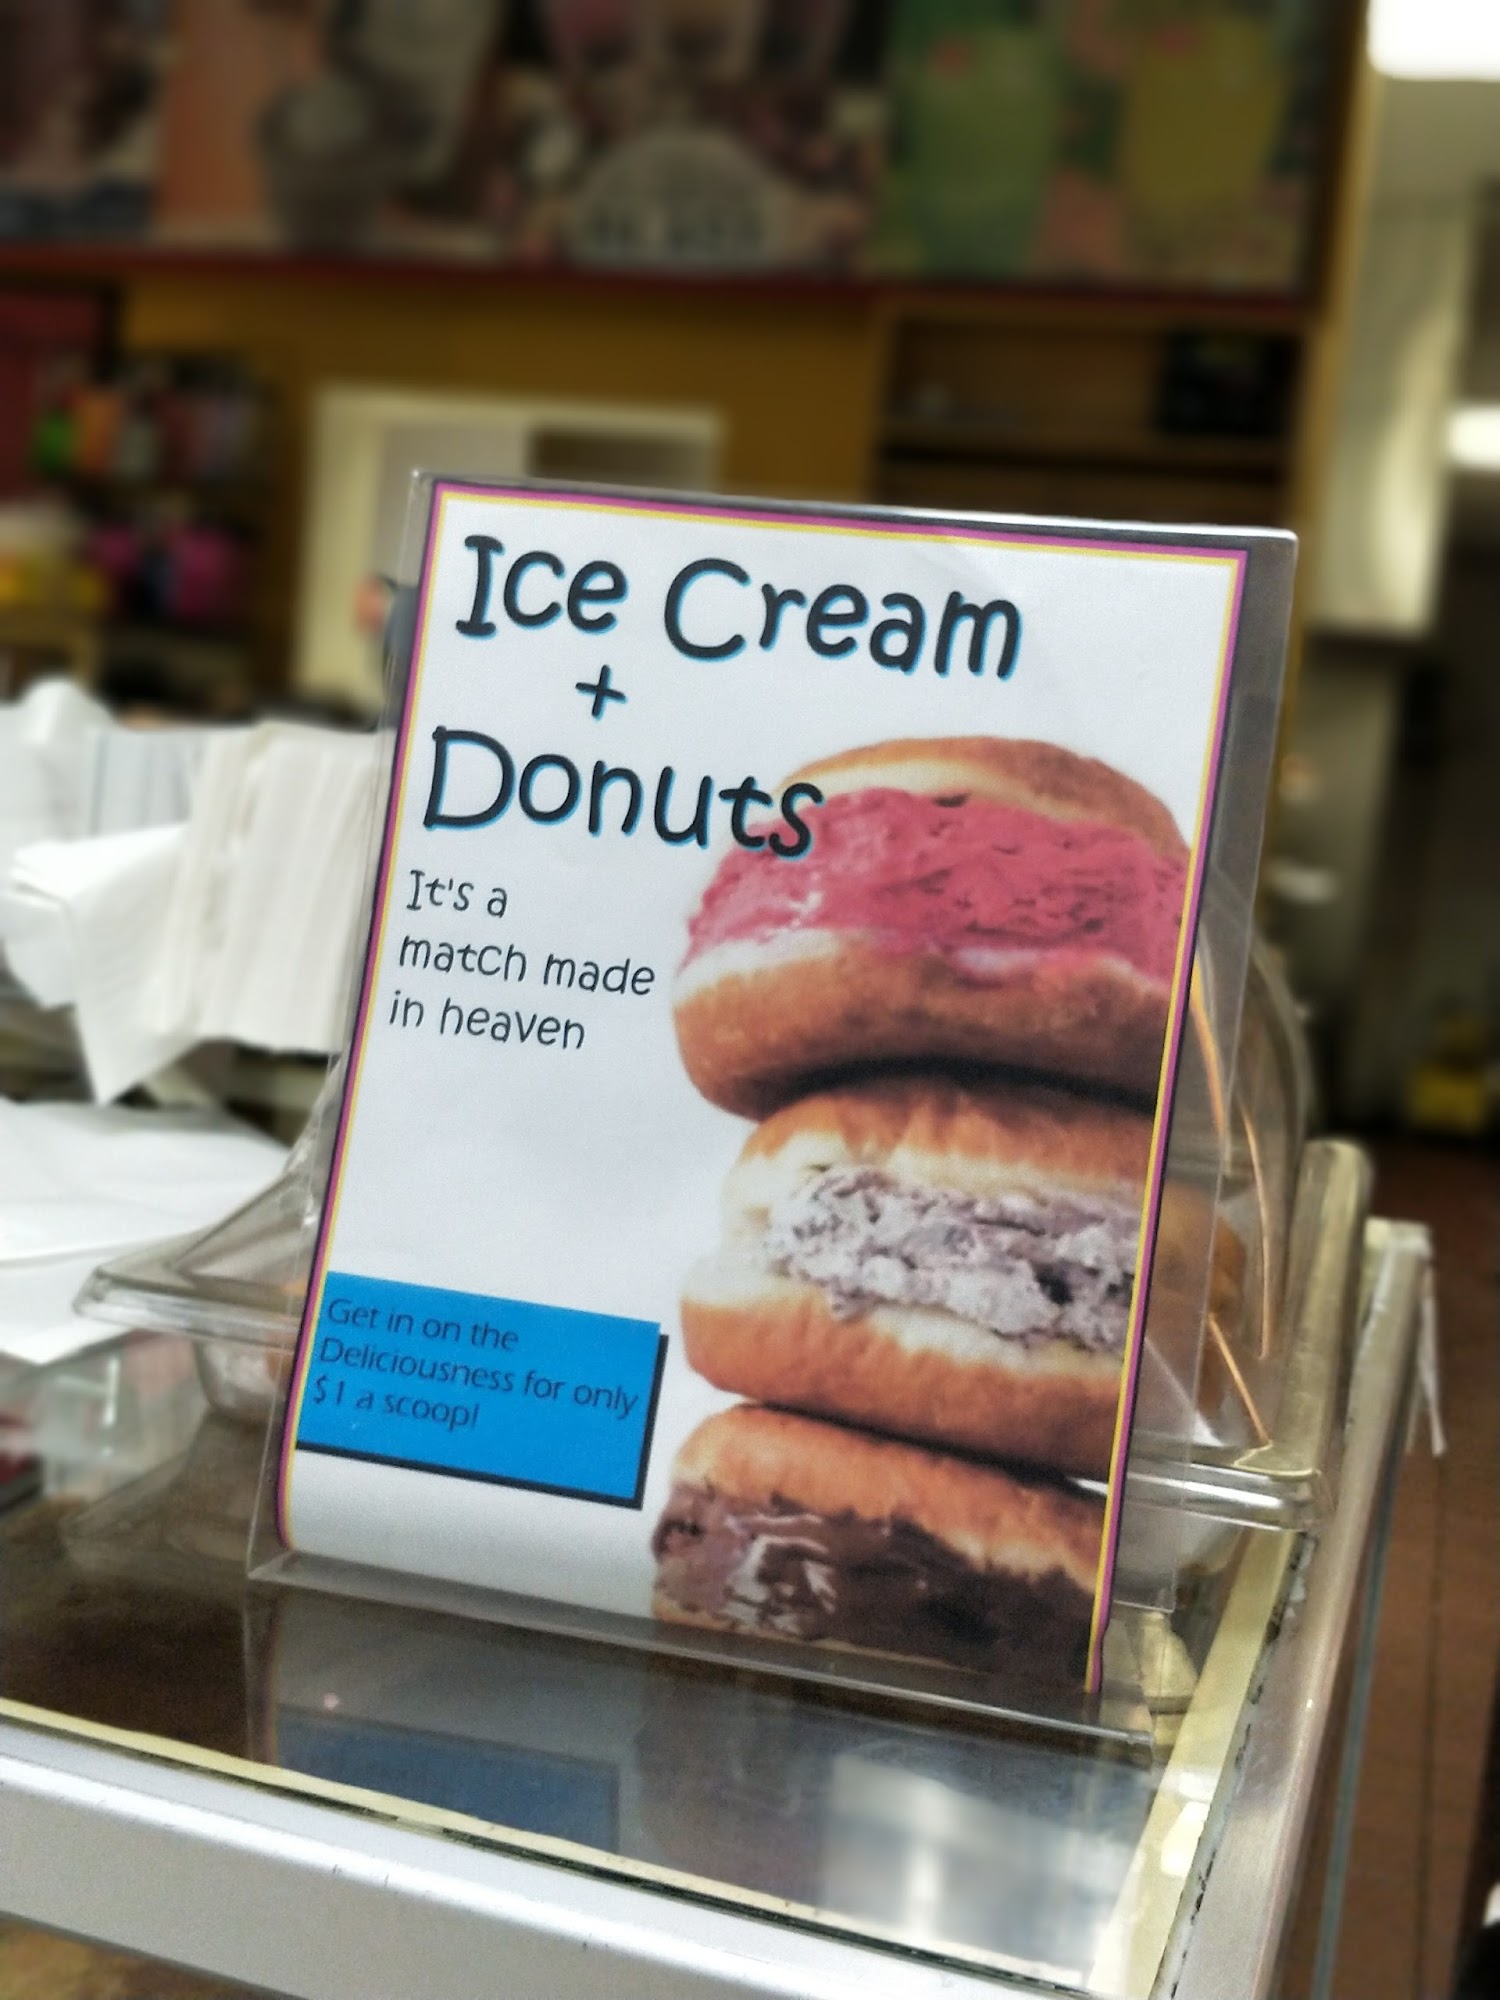 Ice Cream
+
Donuts
It's a
match made
in heaven
Get in on the
Deliciousness for only
$1 a scoop!